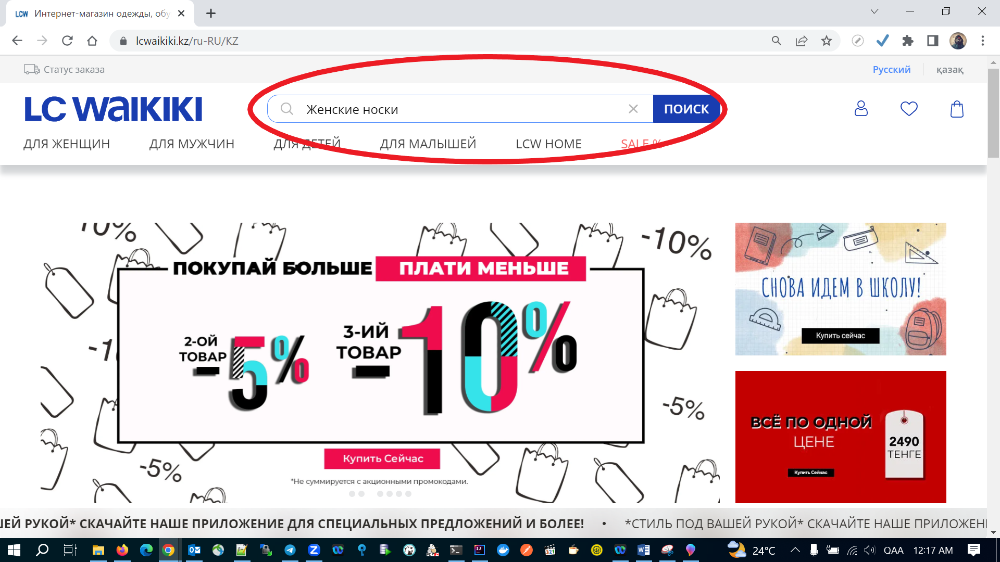 LCW Интернет-магазин одежды, обу
lcwaikiki.kz/ru-RU/KZ
Статус заказа
Русский
қазақ
LC WAIKIKI
Женские носки
ПОИСК
ДЛЯ ЖЕНЩИН
ДЛЯ МУЖЧИН
ДЛЯ ДЕТЕЙ
ДЛЯ МАЛЫШЕЙ
LCW HOME
SALE %
10%
-10%
ПОКУПАЙ БОЛЬШЕ ПЛАТИ МЕНЬШЕ
2-ОЙ
ТОВАР
-5%
3-ИЙ
ТОВАР
-10%
-1
-5%
-5%
Купить Сейчас
*Не суммируется с акционными промокодами.
СНОВА ИДЕМ В ШКОЛУ!
Купить сейчас
ВСЁ ПО ОДНОЙ
ЦЕНЕ
2490
ТЕНГЕ
Купить Сейчас
ЕЙ РУКОЙ* СКАЧАЙТЕ НАШЕ ПРИЛОЖЕНИЕ ДЛЯ СПЕЦИАЛЬНЫХ ПРЕДЛОЖЕНИЙ И БОЛЕЕ! • *СТИЛЬ ПОД ВАШЕЙ РУКОЙ* СКАЧАЙТЕ НАШЕ ПРИЛОЖЕН
24°C
QAA
12:17 AM